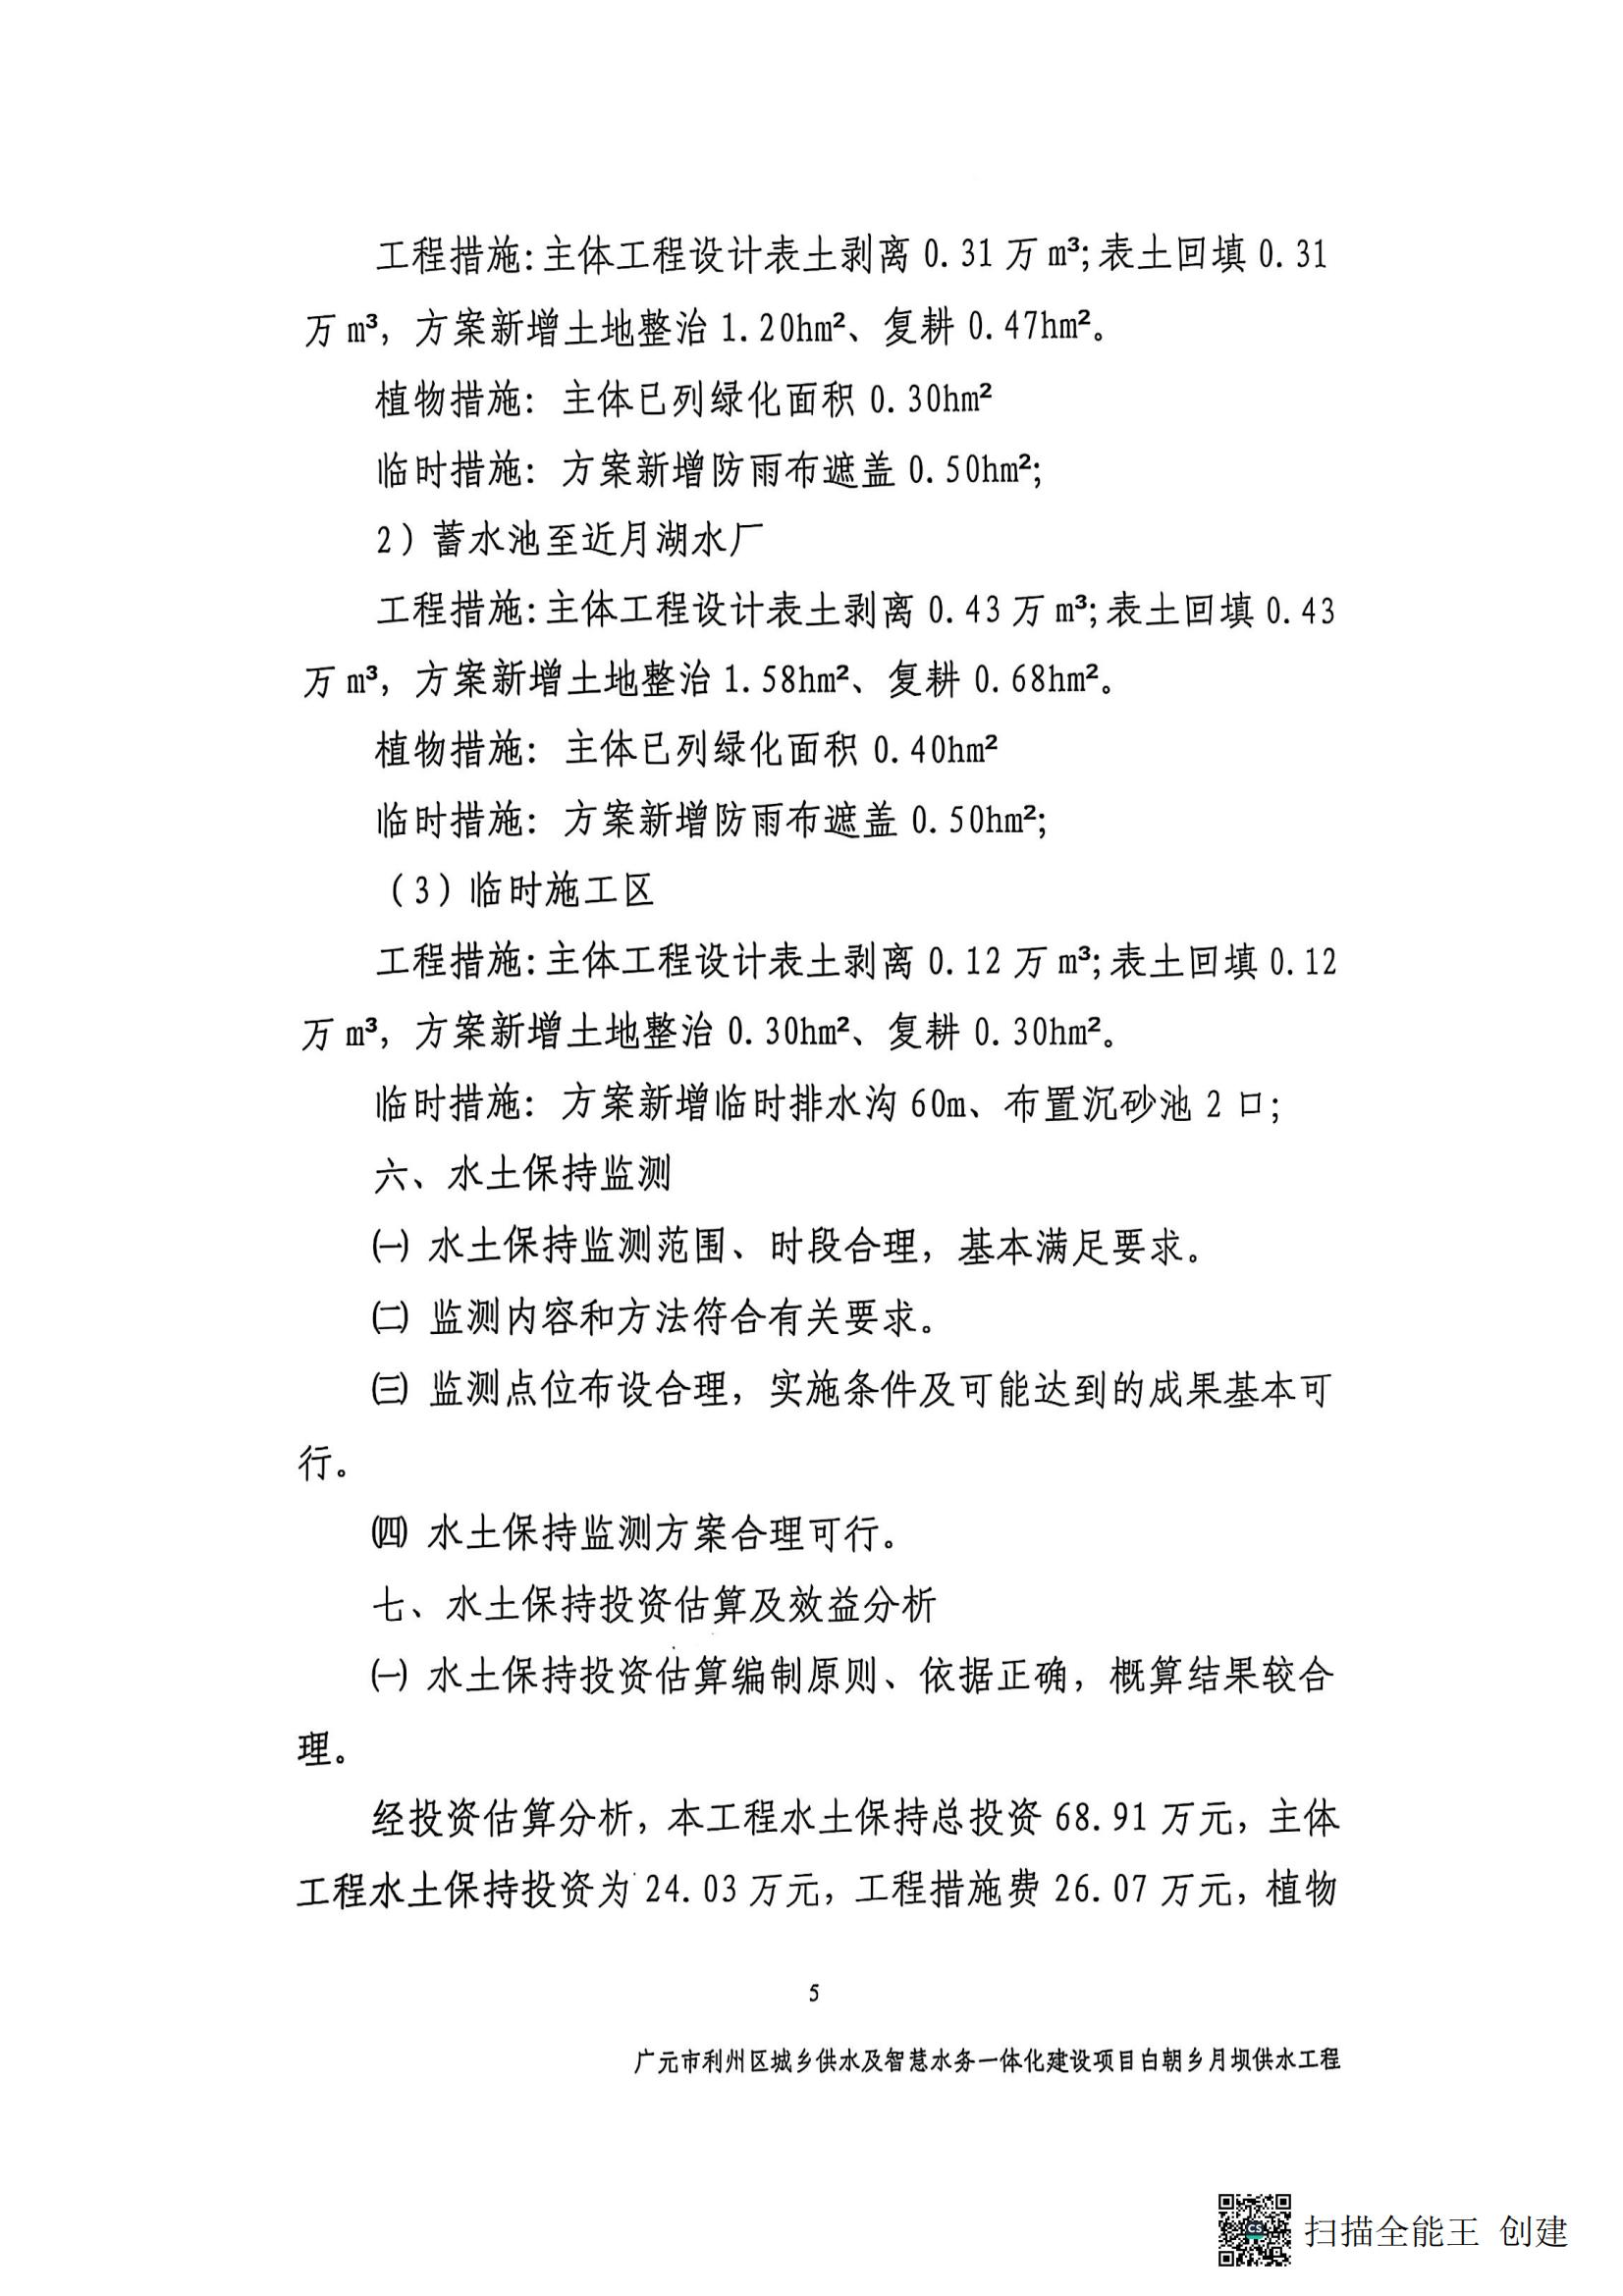 工程措施:主体工程设计表土剥离 0.31 万 m³;表土回填 0.31
万 m³，方案新增土地整治 1.20hm²、复耕 0.47hm²。
植物措施：主体已列绿化面积 0.30hm²
临时措施：方案新增防雨布遮盖 0.50hm²;
2）蓄水池至近月湖水厂
工程措施:主体工程设计表土剥离 0.43 万 m³;表土回填 0.43
万 m³，方案新增土地整治 1.58hm²、复耕 0.68hm²。
植物措施：主体已列绿化面积 0.40hm²
临时措施：方案新增防雨布遮盖 0.50hm²;
（3）临时施工区
工程措施:主体工程设计表土剥离 0.12 万 m³;表土回填 0.12
万 m³，方案新增土地整治 0.30hm²、复耕 0.30hm²。
临时措施：方案新增临时排水沟 60m、布置沉砂池 2 口;
六、水土保持监测
㈠ 水土保持监测范围、时段合理，基本满足要求。
㈡ 监测内容和方法符合有关要求。
㈢ 监测点位布设合理，实施条件及可能达到的成果基本可
行。
㈣ 水土保持监测方案合理可行。
七、水土保持投资估算及效益分析
㈠ 水土保持投资估算编制原则、依据正确，概算结果较合
理。
经投资估算分析，本工程水土保持总投资 68.91 万元，主体
工程水土保持投资为 24.03 万元，工程措施费 26.07 万元，植物
5
广元市利州区城乡供水及智慧水务一体化建设项目白朝乡月坝供水工程
CS
扫描全能王 创建